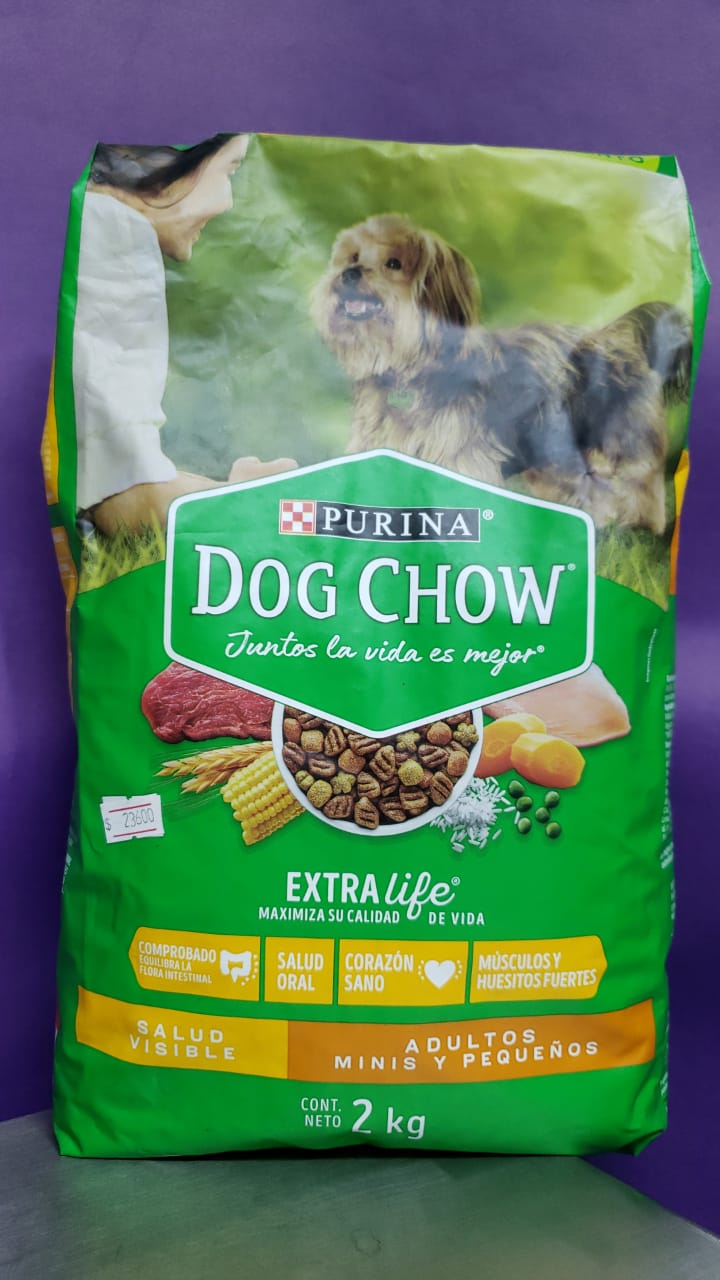 PURINA®
DOG CHOW®
Juntos la vida es mejor®
$ 23600
EXTRA life®
MAXIMIZA SU CALIDAD DE VIDA
COMPROBADO
EQUILIBRA LA
FLORA INTESTINAL
SALUD
ORAL
CORAZÓN
SANO
MÚSCULOS Y
HUESITOS FUERTES
SALUD
VISIBLE
ADULTOS
MINIS Y PEQUEÑOS
CONT.
NETO 2 kg